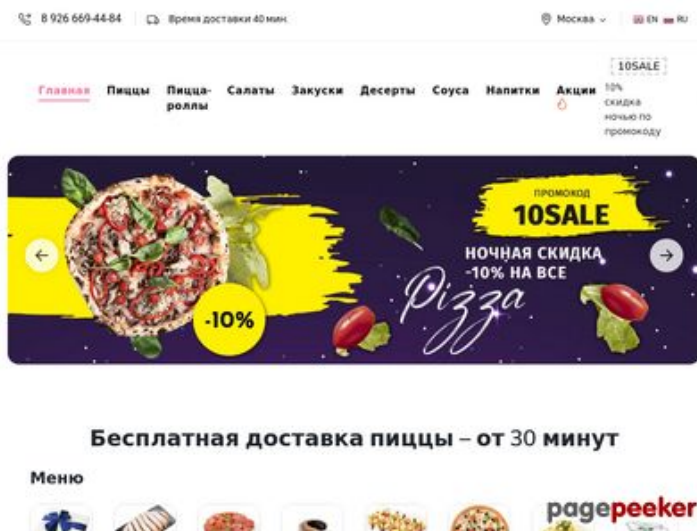 8 926 669-44-84
Время доставки 40 мин.
Москва
EN
RU
Главная
Пиццы
Пицца-
роллы
Салаты
Закуски
Десерты
Соуса
Напитки
Акции
10SALE
10%
скидка
ночью по
промокоду
ПРОМОКОД
10SALE
НОЧНАЯ СКИДКА
-10% НА ВСЕ
Pizza
-10%
Бесплатная доставка пиццы – от 30 минут
Меню
pagepeeker